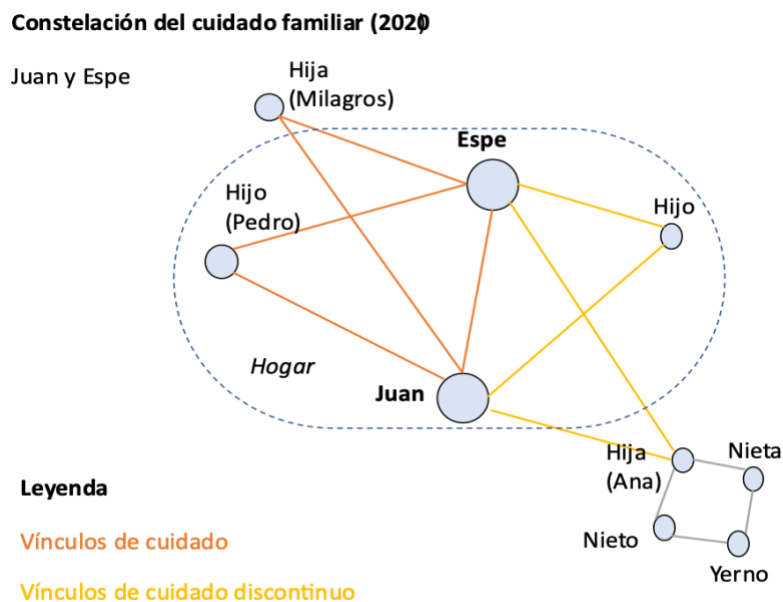 Constelación del cuidado familiar (2020)
Juan y Espe
Hija
(Milagros)
Espe
Hijo
(Pedro)
Hijo
Hogar
Juan
Hija
(Ana)
Nieta
Nieto
Yerno
Leyenda
Vínculos de cuidado
Vínculos de cuidado discontinuo